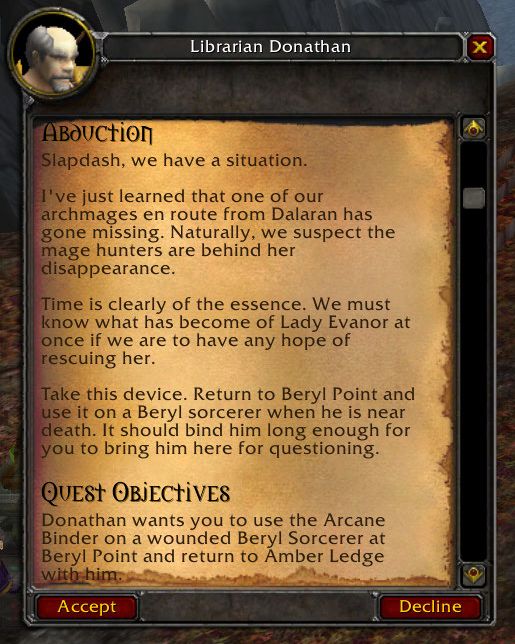 Librarian Donathan
Abduction
Slapdash, we have a situation.
I've just learned that one of our
archmages en route from Dalaran has
gone missing. Naturally, we suspect the
mage hunters are behind her
disappearance.
Time is clearly of the essence. We must
know what has become of Lady Evanor at
once if we are to have any hope of
rescuing her.
Take this device. Return to Beryl Point and
use it on a Beryl sorcerer when he is near
death. It should bind him long enough for
you to bring him here for questioning.
Quest Objectives
Donathan wants you to use the Arcane
Binder on a wounded Beryl Sorcerer at
Beryl Point and return to Amber Ledge
with him.
Accept
Decline